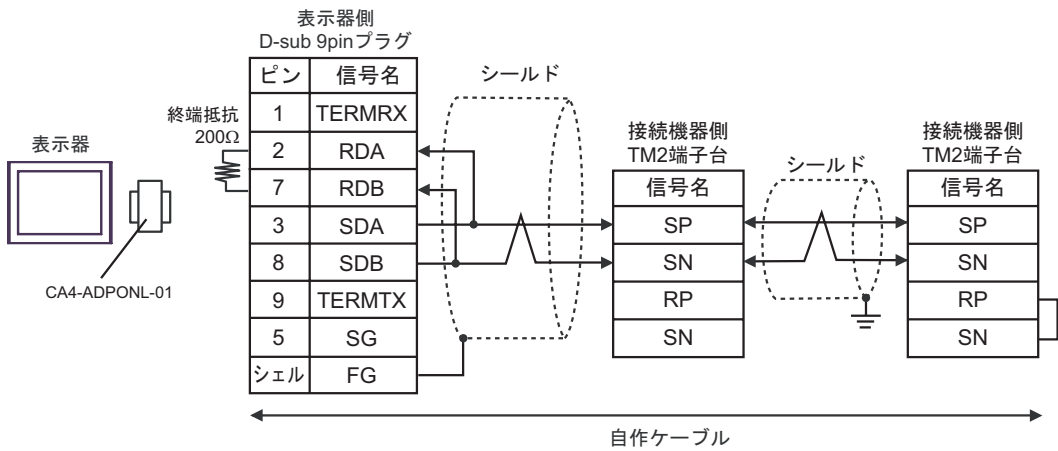 表示器
CA4-ADPONL-01
終端抵抗
200Ω
表示器側
D-sub 9pinプラグ
ピン 信号名
1 TERMRX
2 RDA
7 RDB
3 SDA
8 SDB
9 TERMTX
5 SG
シェル FG
シールド
接続機器側
TM2端子台
信号名
SP
SN
RP
SN
シールド
接続機器側
TM2端子台
信号名
SP
SN
RP
SN
自作ケーブル